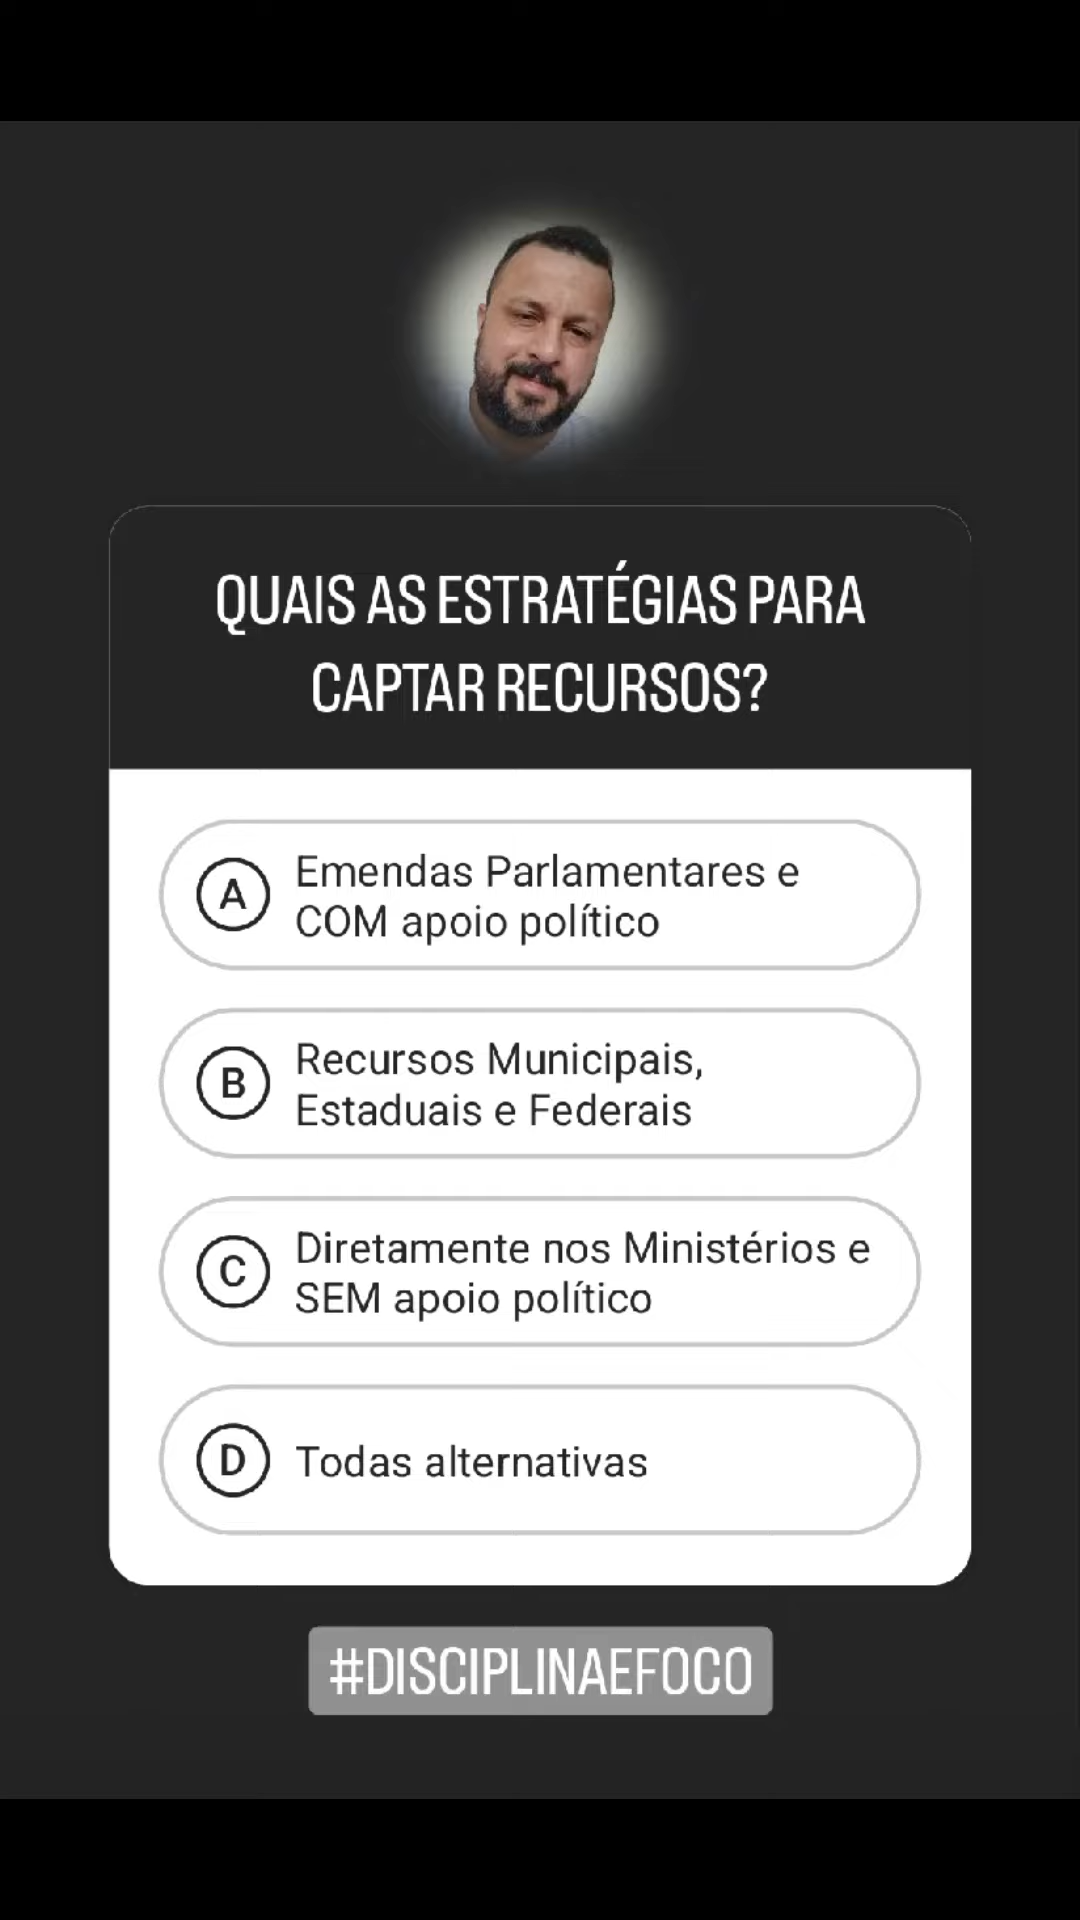 QUAIS AS ESTRATÉGIAS PARA
CAPTAR RECURSOS?
A Emendas Parlamentares e
COM apoio político
B Recursos Municipais,
Estaduais e Federais
C Diretamente nos Ministérios e
SEM apoio político
D Todas alternativas
#DISCIPLINAEFOCO